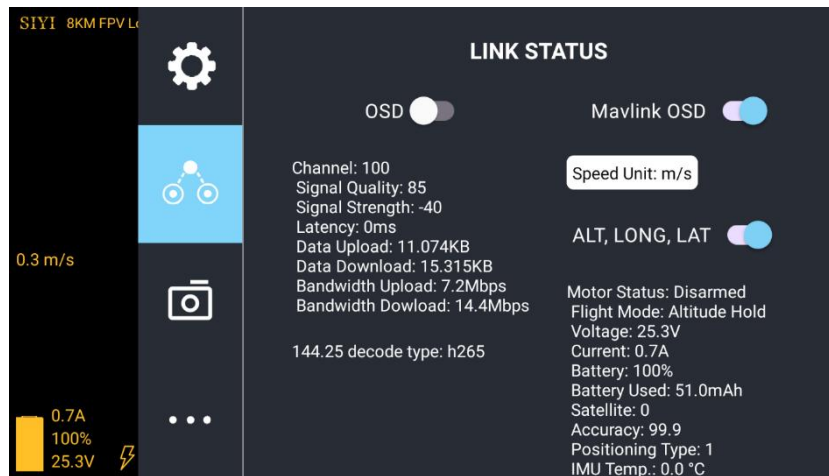 SIYI 8KM FPV Lo
0.3 m/s
0.7A
100%
25.3V
LINK STATUS
OSD
Channel: 100
Signal Quality: 85
Signal Strength: -40
Latency: 0ms
Data Upload: 11.074KB
Data Download: 15.315KB
Bandwidth Upload: 7.2Mbps
Bandwidth Dowload: 14.4Mbps
144.25 decode type: h265
Mavlink OSD
Speed Unit: m/s
ALT, LONG, LAT
Motor Status: Disarmed
Flight Mode: Altitude Hold
Voltage: 25.3V
Current: 0.7A
Battery: 100%
Battery Used: 51.0mAh
Satellite: 0
Accuracy: 99.9
Positioning Type: 1
IMU Temp.: 0.0 °C